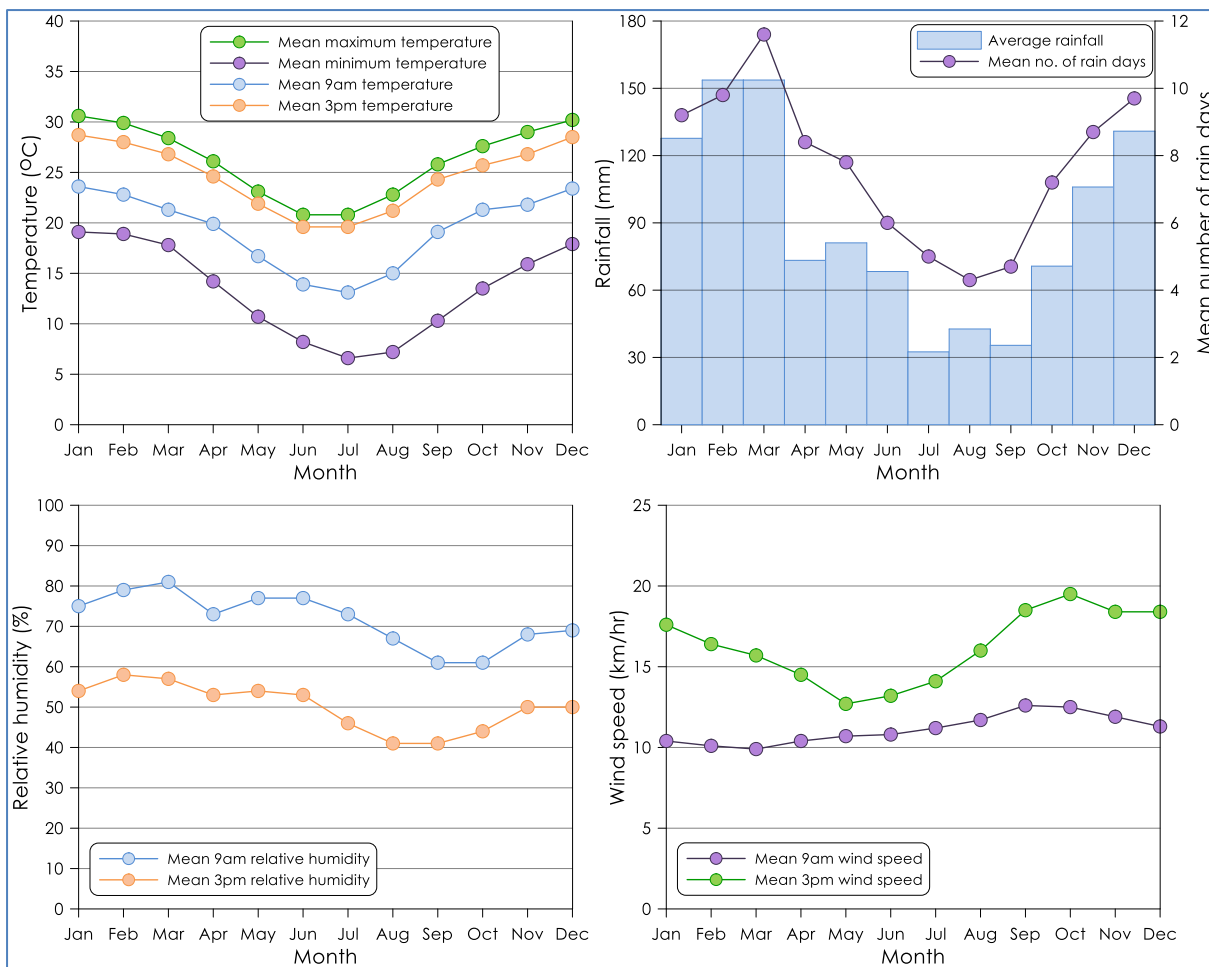 40
35
30
25
20
15
10
5
0
Temperature (OC)
Mean maximum temperature
Mean minimum temperature
Mean 9am temperature
Mean 3pm temperature
Jan Feb Mar Apr May Jun Jul Aug Sep Oct Nov Dec
Month
180
150
120
90
60
30
0
Rainfall (mm)
Average rainfall
Mean no. of rain days
12
10
8
6
4
2
0
Mean number of rain days
Jan Feb Mar Apr May Jun Jul Aug Sep Oct Nov Dec
Month
100
90
80
70
60
50
40
30
20
10
0
Relative humidity (%)
Mean 9am relative humidity
Mean 3pm relative humidity
Jan Feb Mar Apr May Jun Jul Aug Sep Oct Nov Dec
Month
25
20
15
10
5
0
Wind speed (km/hr)
Mean 9am wind speed
Mean 3pm wind speed
Jan Feb Mar Apr May Jun Jul Aug Sep Oct Nov Dec
Month